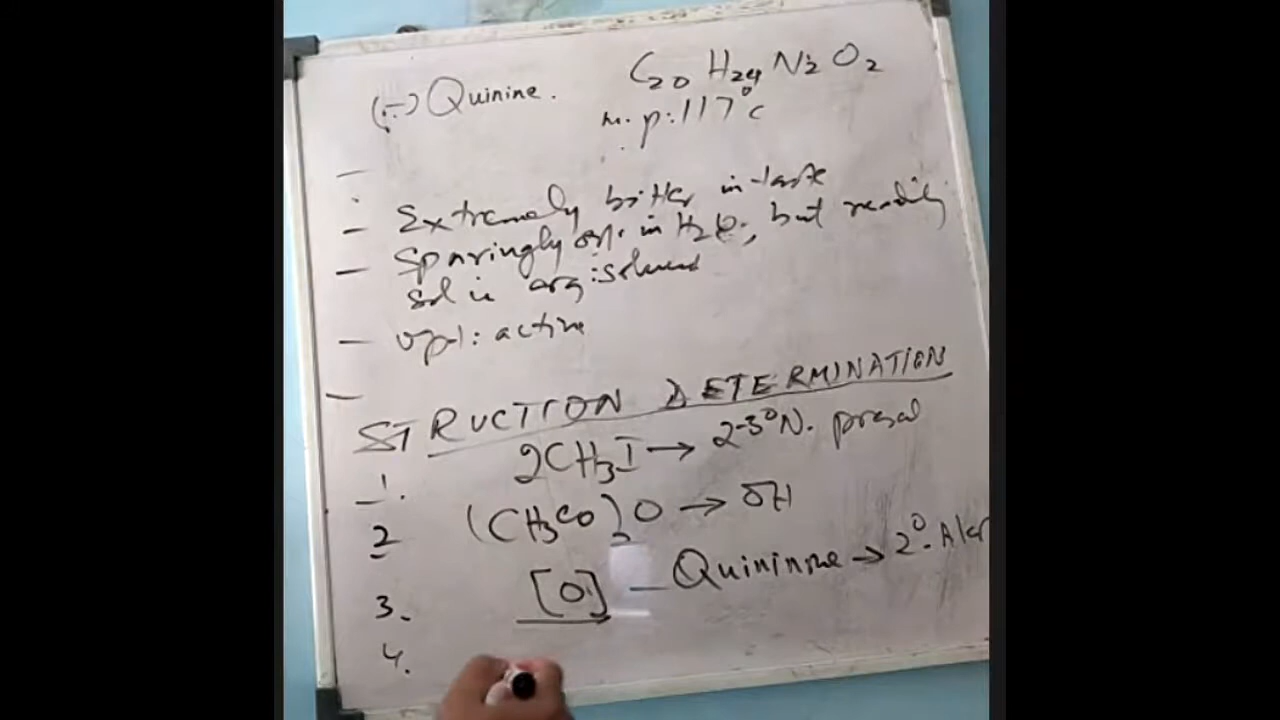 (-) Quinine. C20 H24 N2 O2
m.p:117°C
- Extremely bitter in taste
- Sparingly sol. in H2O, but readily
sol in org:solvent
- opt: active
STRUCTION DETERMINATION
1. 2CH3I → 2-3°N. present
2 (CH3CO)2O → OH
3. [O] — Quininone → 2°. Alc
4.